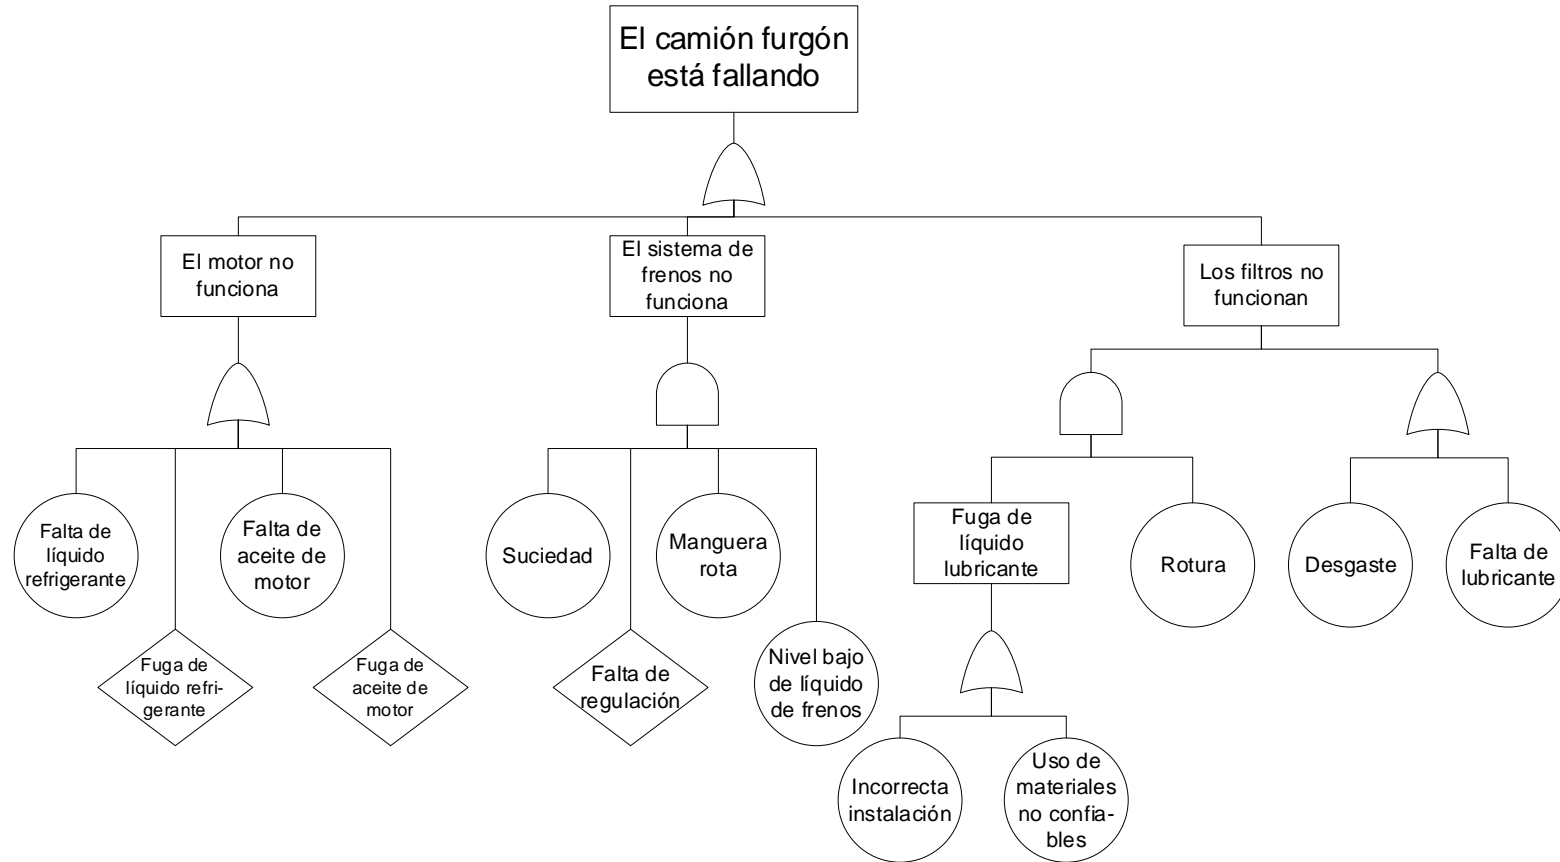 El camión furgón
está fallando
El motor no
funciona
El sistema de
frenos no
funciona
Los filtros no
funcionan
Falta de
líquido
refrigerante
Fuga de
líquido refri-
gerante
Falta de
aceite de
motor
Fuga de
aceite de
motor
Suciedad
Falta de
regulación
Manguera
rota
Nivel bajo
de líquido
de frenos
Fuga de
líquido
lubricante
Rotura
Desgaste
Falta de
lubricante
Incorrecta
instalación
Uso de
materiales
no confia-
bles